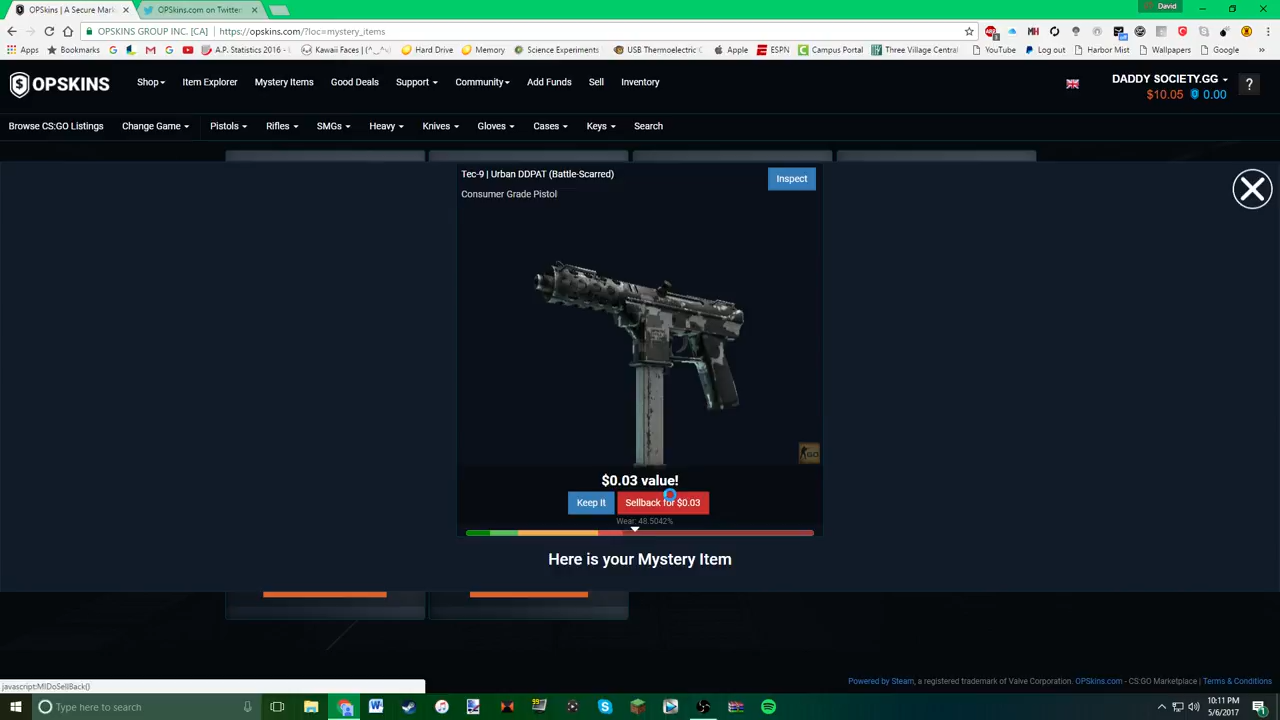 David
OPSkins | A Secure Mark
OPSkins.com on Twitter
OPSKINS GROUP INC. [CA]
https://opskins.com/?loc=mystery_items
Apps
Bookmarks
A.P. Statistics 2016 -
Kawaii Faces | (^_^)
Hard Drive
Memory
Science Experiments
USB Thermoelectric
Apple
ESPN
Campus Portal
Three Village Central
YouTube
Log out
Harbor Mist
Wallpapers
Google
OPSKINS
Shop
Item Explorer
Mystery Items
Good Deals
Support
Community
Add Funds
Sell
Inventory
DADDY SOCIETY.GG
$10.05 0.00
?
Browse CS:GO Listings
Change Game
Pistols
Rifles
SMGs
Heavy
Knives
Gloves
Cases
Keys
Search
Tec-9 | Urban DDPAT (Battle-Scarred)
Inspect
Consumer Grade Pistol
GO
$0.03 value!
Keep It
Sellback for $0.03
Wear: 48.5042%
Here is your Mystery Item
Powered by Steam, a registered trademark of Valve Corporation. OPSkins.com - CS:GO Marketplace | Terms & Conditions
javascript:MIDoSellBack()
Type here to search
10:11 PM
5/6/2017